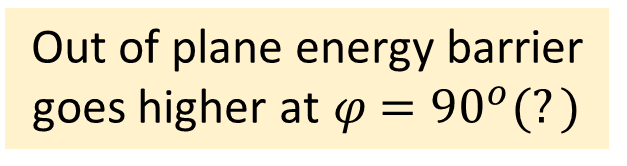 Out of plane energy barrier
goes higher at φ = 90ᵒ(?)